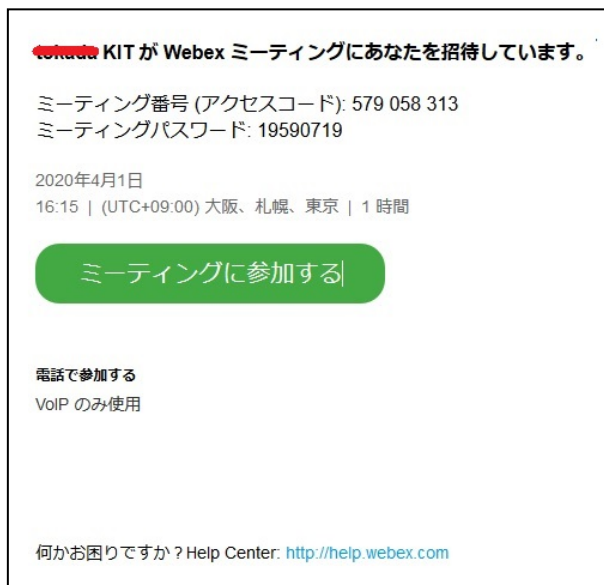 KIT が Webex ミーティングにあなたを招待しています。
ミーティング番号 (アクセスコード): 579 058 313
ミーティングパスワード: 19590719
2020年4月1日
16:15 | (UTC+09:00) 大阪、札幌、東京 | 1 時間
ミーティングに参加する
電話で参加する
VoIP のみ使用
何かお困りですか ? Help Center: http://help.webex.com